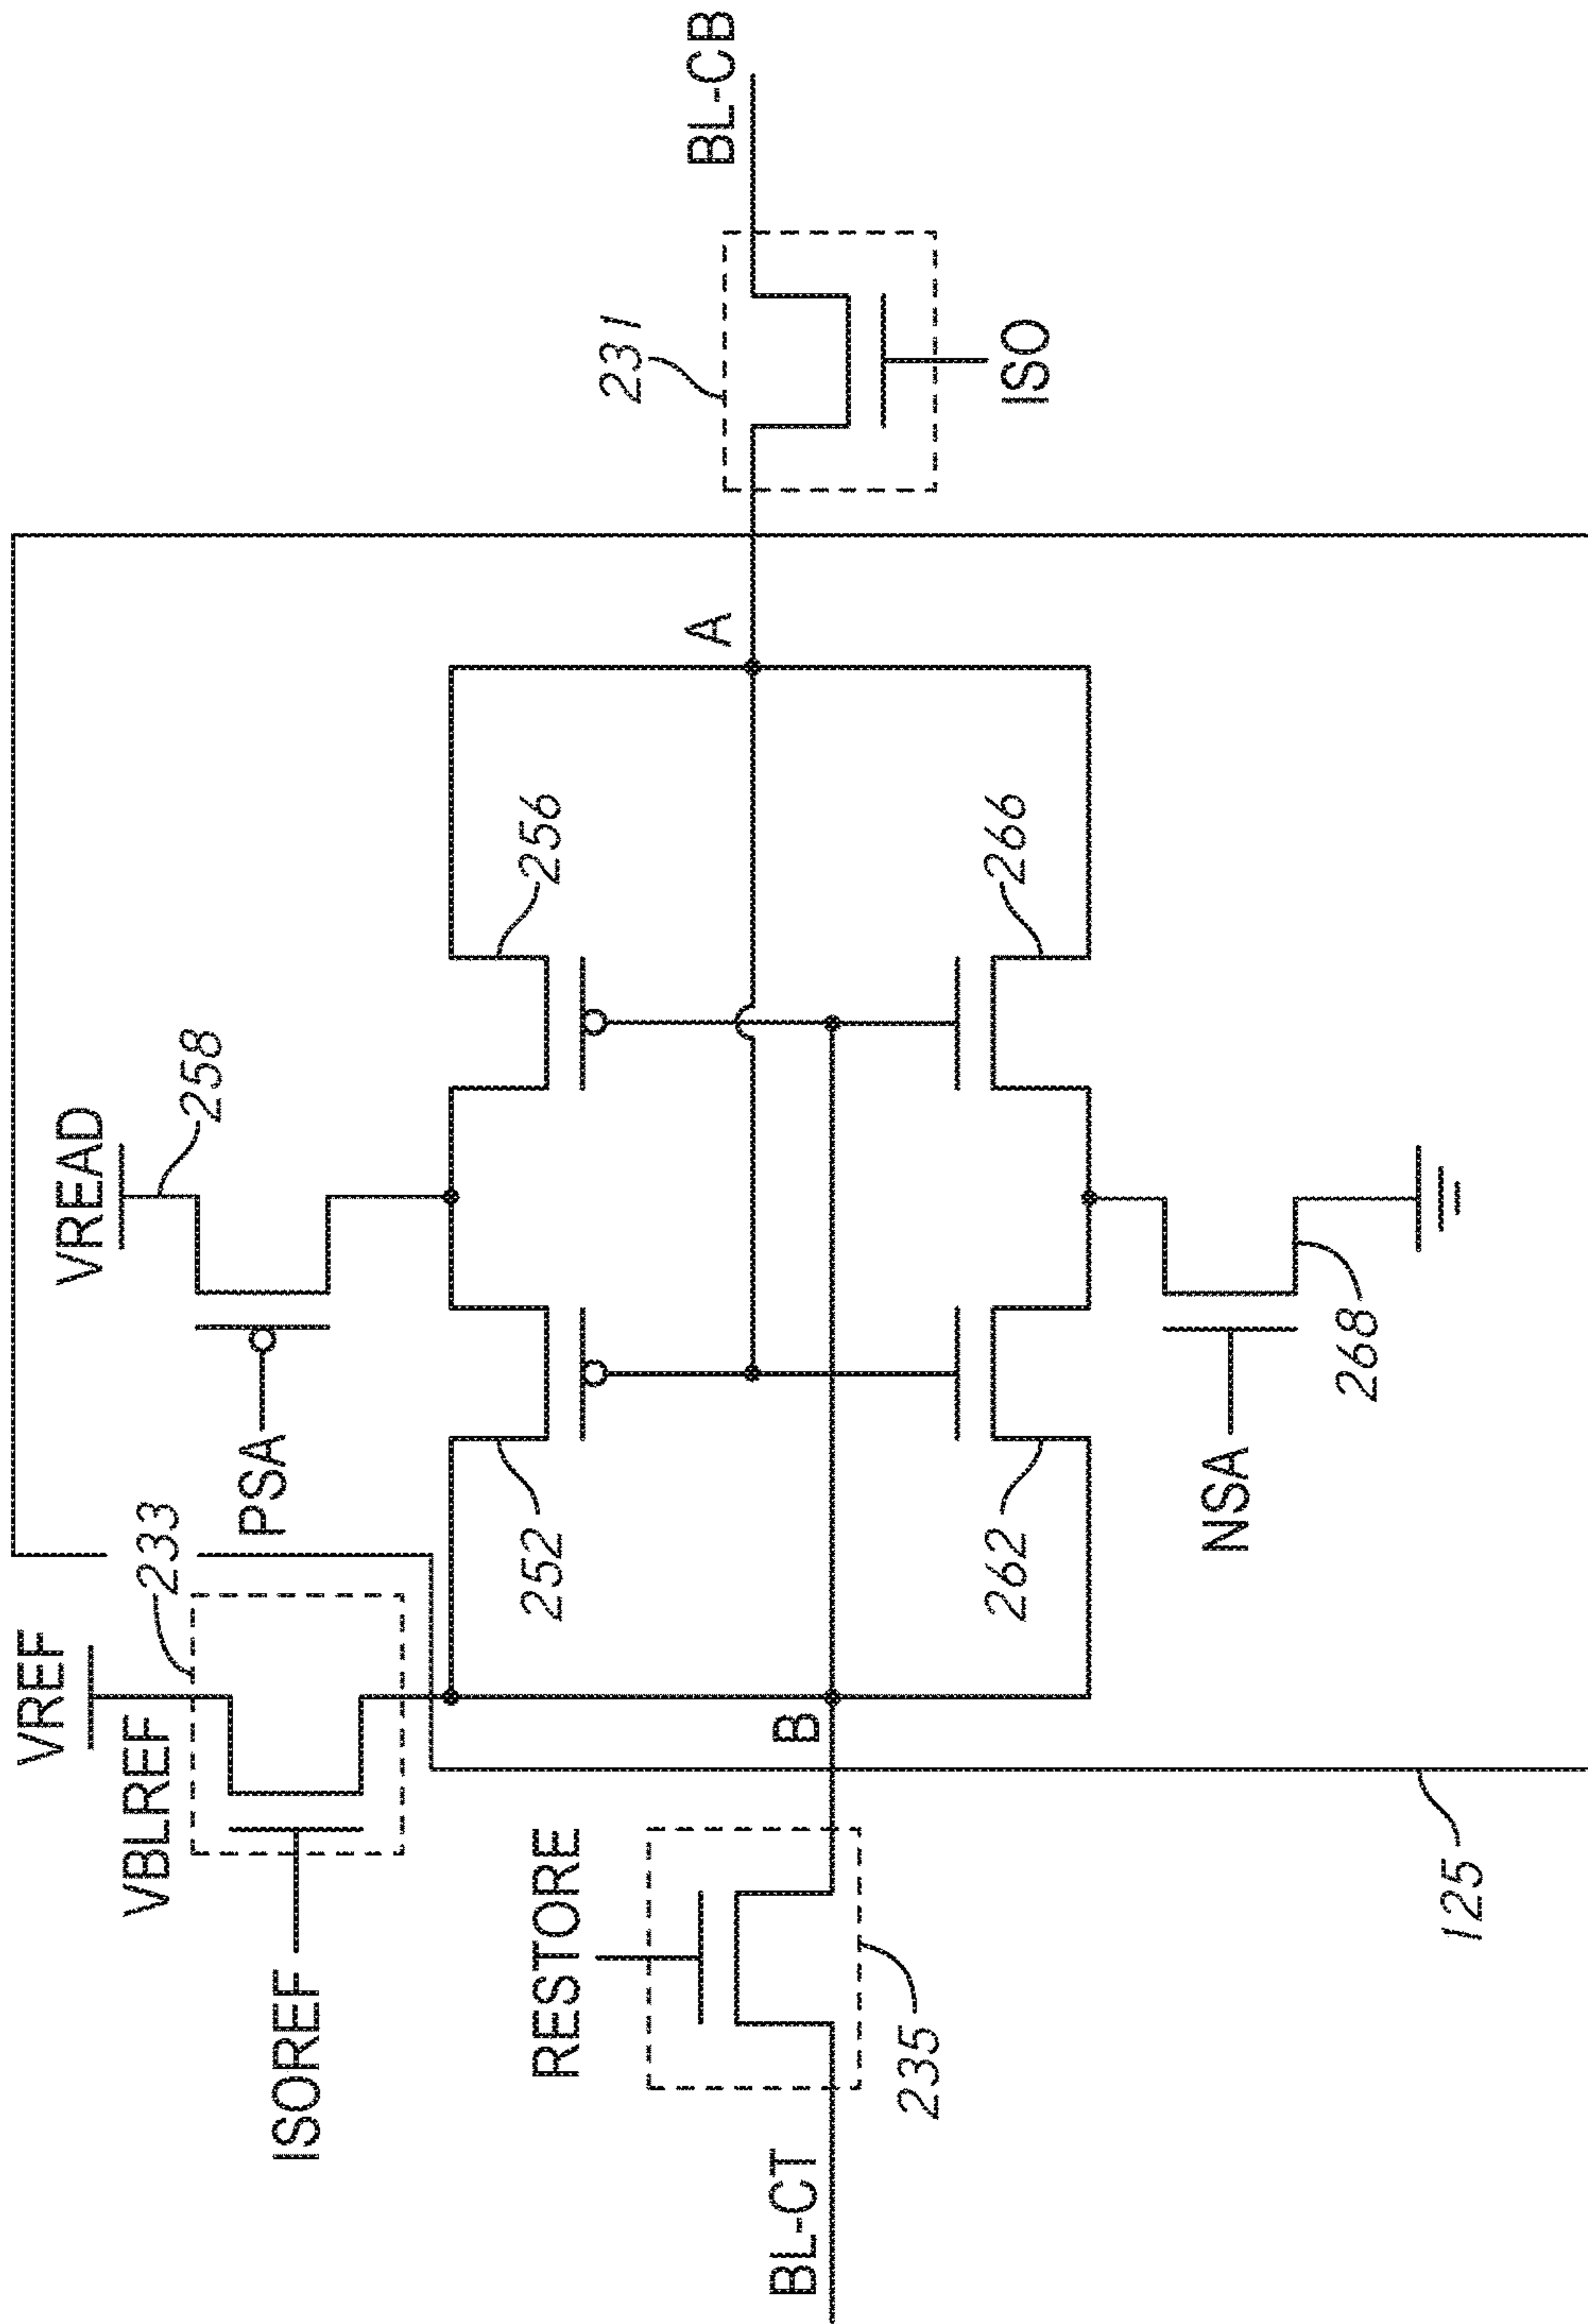 VREF
VREAD
VBLREF
233
258
ISOREF
PSA
RESTORE
252
256
231
BL-CB
BL-CT
B
A
235
262
266
ISO
NSA
268
125